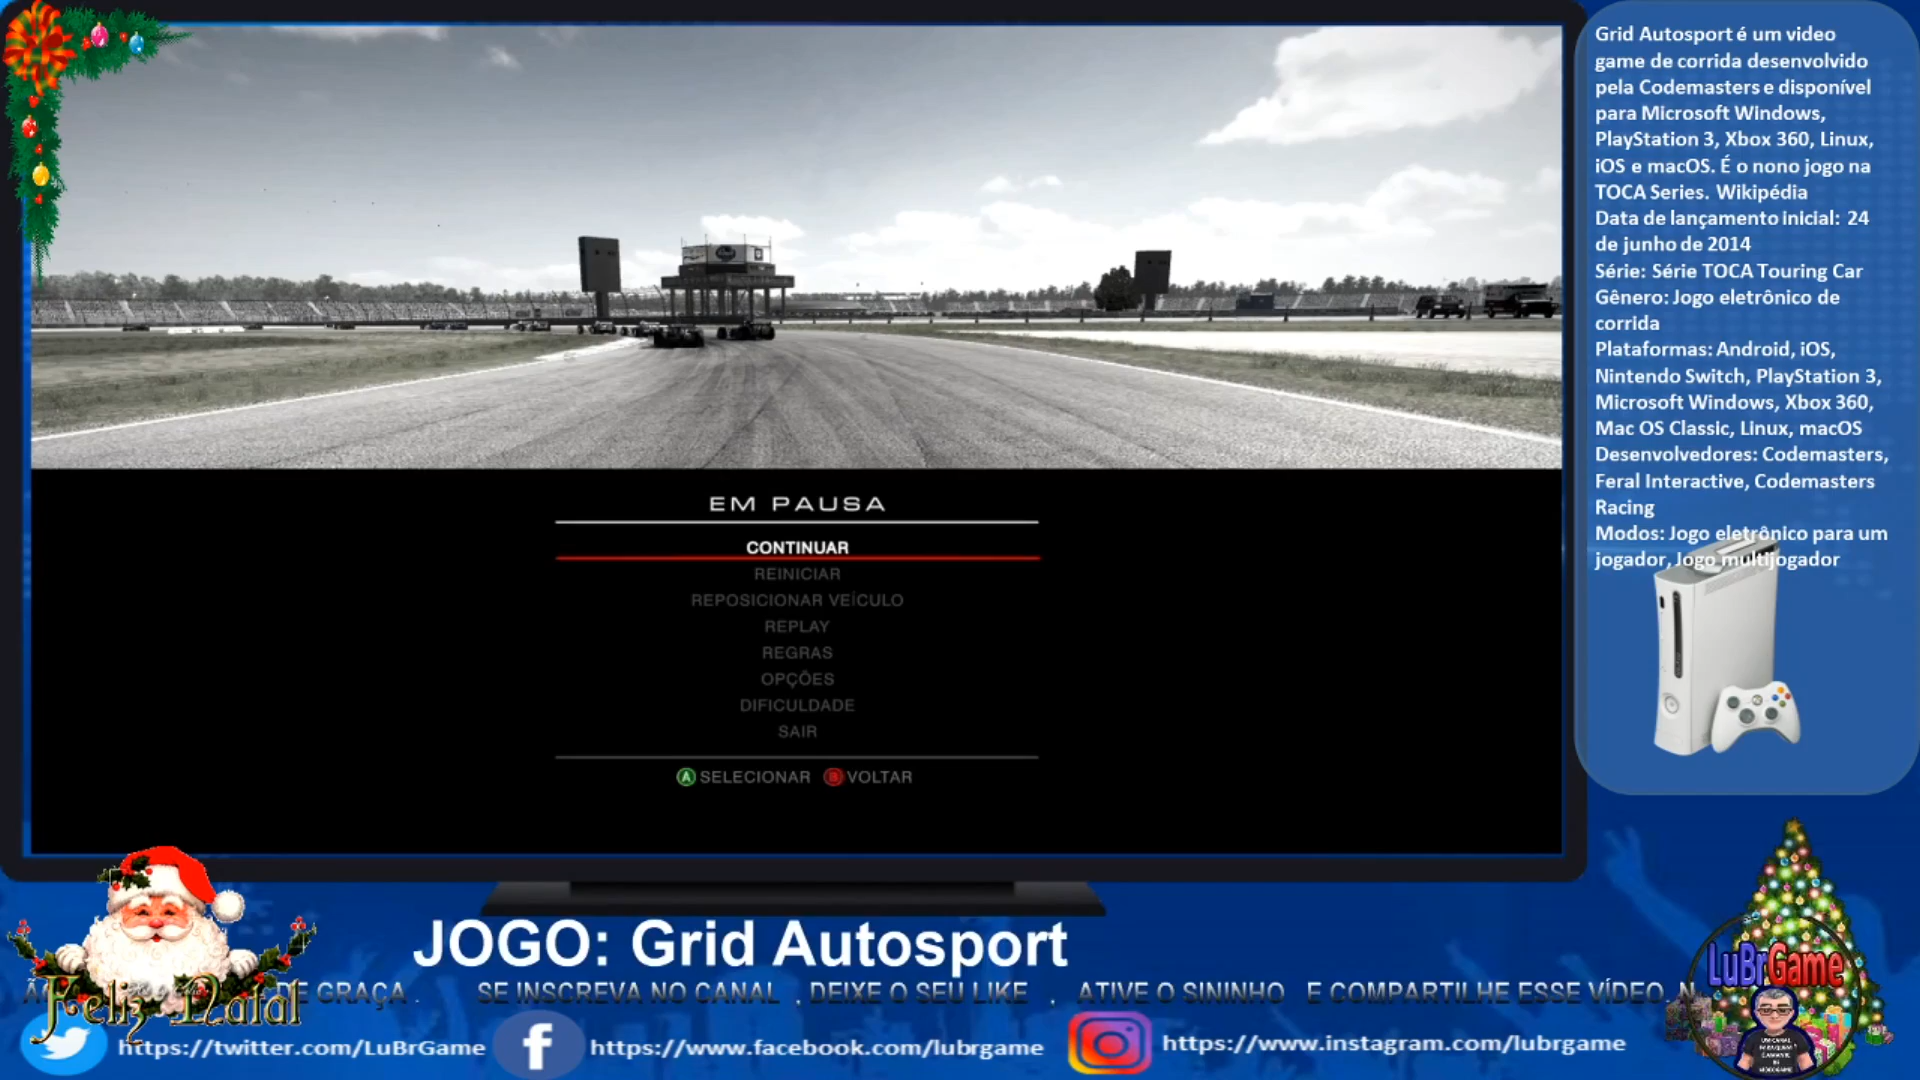 Grid Autosport é um video
game de corrida desenvolvido
pela Codemasters e disponível
para Microsoft Windows,
PlayStation 3, Xbox 360, Linux,
iOS e macOS. É o nono jogo na
TOCA Series. Wikipédia
Data de lançamento inicial: 24
de junho de 2014
Série: Série TOCA Touring Car
Gênero: Jogo eletrônico de
corrida
Plataformas: Android, iOS,
Nintendo Switch, PlayStation 3,
Microsoft Windows, Xbox 360,
Mac OS Classic, Linux, macOS
Desenvolvedores: Codemasters,
Feral Interactive, Codemasters
Racing
Modos: Jogo eletrônico para um
jogador, Jogo multijogador
EM PAUSA
CONTINUAR
REINICIAR
REPOSICIONAR VEÍCULO
REPLAY
REGRAS
OPÇÕES
DIFICULDADE
SAIR
A SELECIONAR B VOLTAR
JOGO: Grid Autosport
GRAÇA . SE INSCREVA NO CANAL , DEIXE O SEU LIKE , ATIVE O SININHO E COMPARTILHE ESSE VÍDEO. N
Feliz Natal
https://twitter.com/LuBrGame
https://www.facebook.com/lubrgame
https://www.instagram.com/lubrgame
LuBrGame
UM CANAL